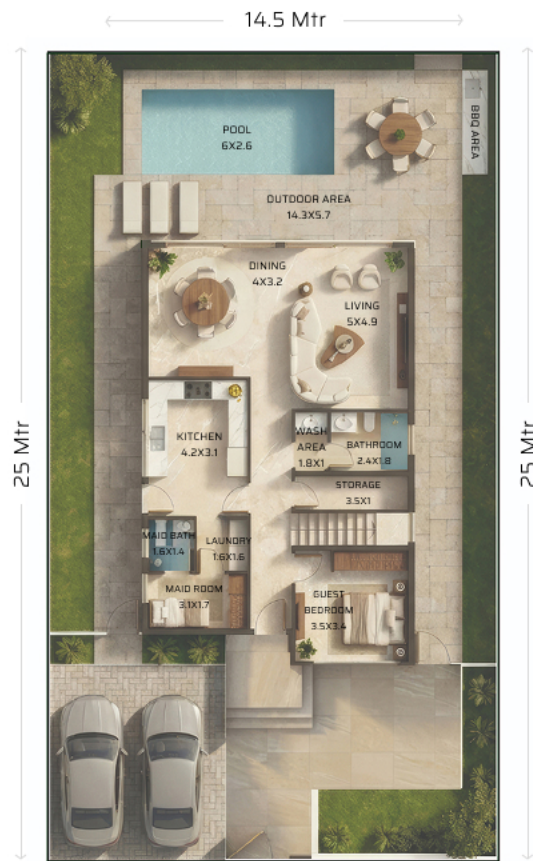 14.5 Mtr
25 Mtr
25 Mtr
POOL
6X2.6
BBQ AREA
OUTDOOR AREA
14.3X5.7
DINING
4X3.2
LIVING
5X4.9
KITCHEN
4.2X3.1
WASH
AREA
1.8X1
BATHROOM
2.4X1.8
STORAGE
3.5X1
MAID BATH
1.6X1.4
LAUNDRY
1.6X1.6
MAID ROOM
3.1X1.7
GUEST
BEDROOM
3.5X3.4